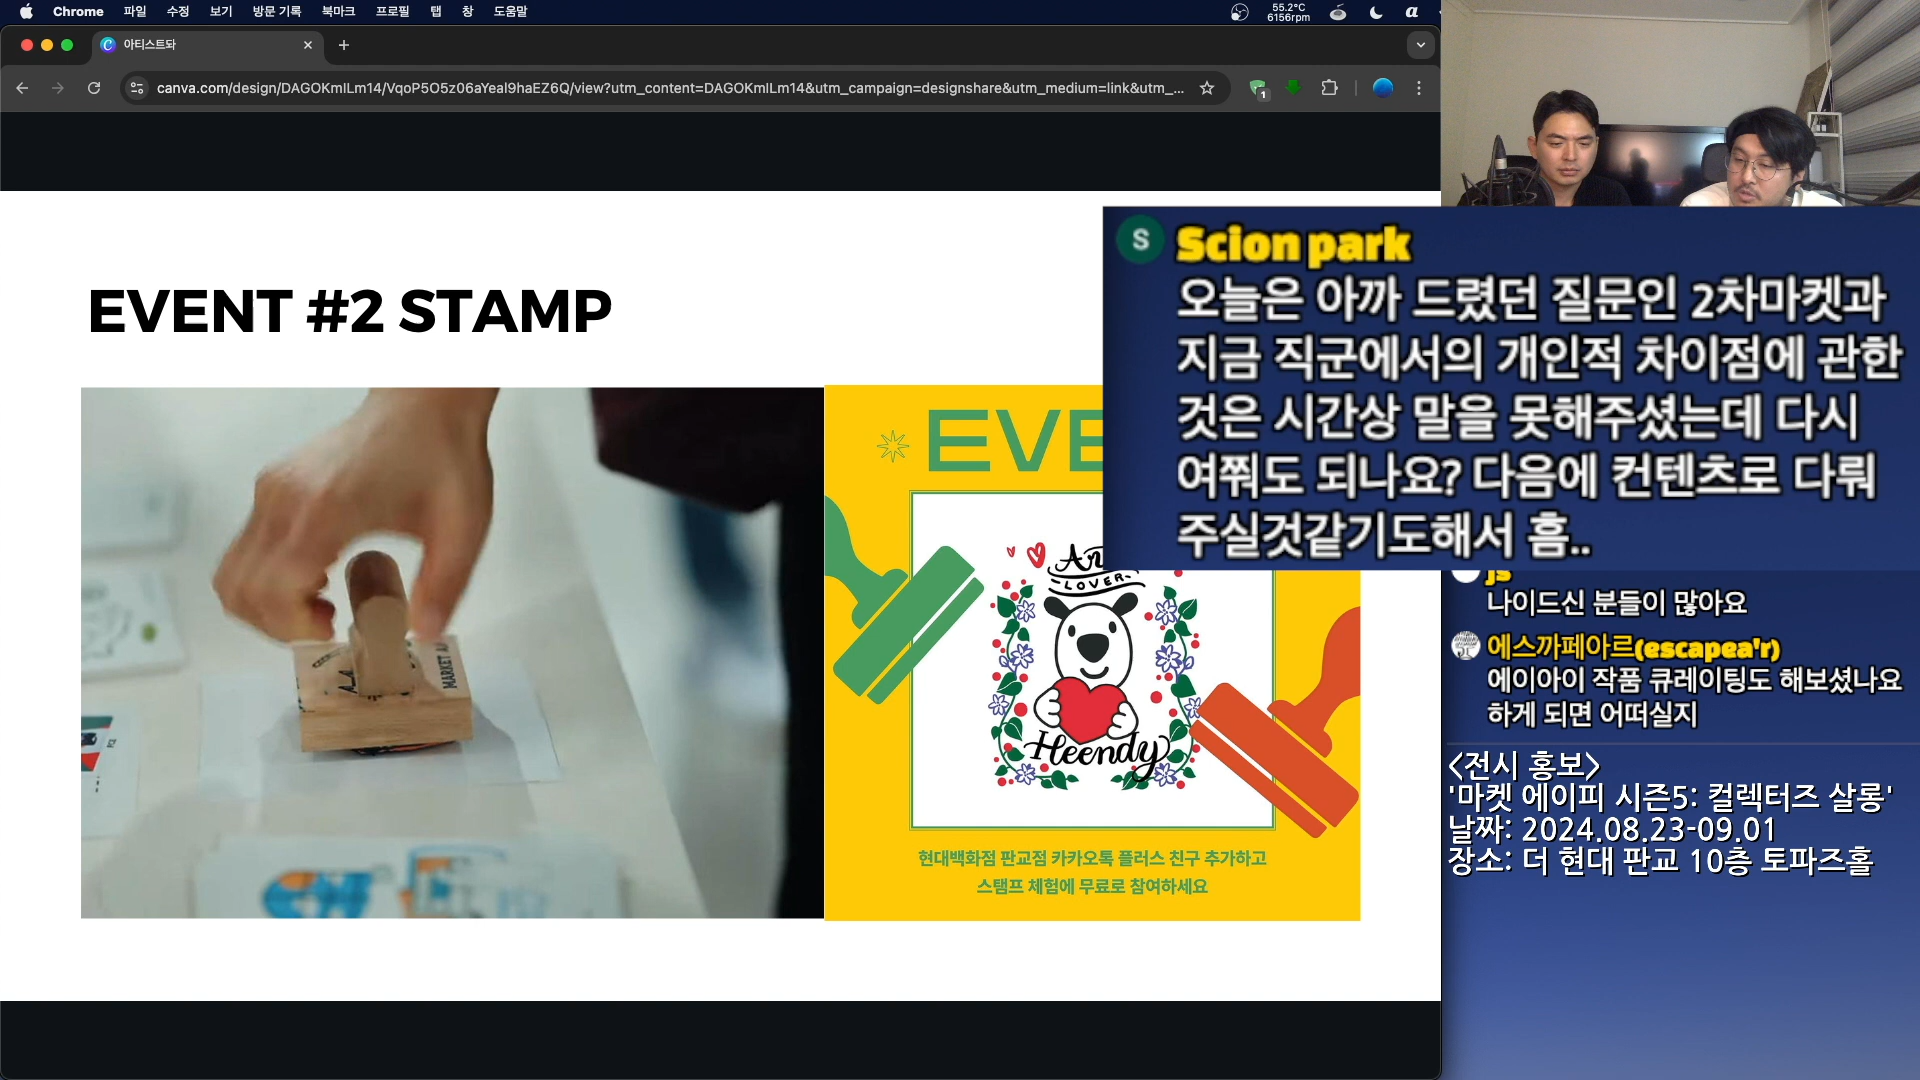 Chrome 파일 수정 보기 방문 기록 북마크 프로필 탭 창 도움말
55.2°C
6156rpm
아티스트돠
canva.com/design/DAGOKmlLm14/VqoP5O5z06aYeal9haEZ6Q/view?utm_content=DAGOKmlLm14&utm_campaign=designshare&utm_medium=link&utm_...
1
EVENT #2 STAMP
MARKET A
EVE
LOVER
Heendy
현대백화점 판교점 카카오톡 플러스 친구 추가하고
스탬프 체험에 무료로 참여하세요
S
Scion park
오늘은 아까 드렸던 질문인 2차마켓과
지금 직군에서의 개인적 차이점에 관한
것은 시간상 말을 못해주셨는데 다시
여쭤도 되나요? 다음에 컨텐츠로 다뤄
주실것같기도해서 흠..
js
나이드신 분들이 많아요
에스까페아르(escapea'r)
에이아이 작품 큐레이팅도 해보셨나요
하게 되면 어떠실지
<전시 홍보>
'마켓 에이피 시즌5: 컬렉터즈 살롱'
날짜: 2024.08.23-09.01
장소: 더 현대 판교 10층 토파즈홀